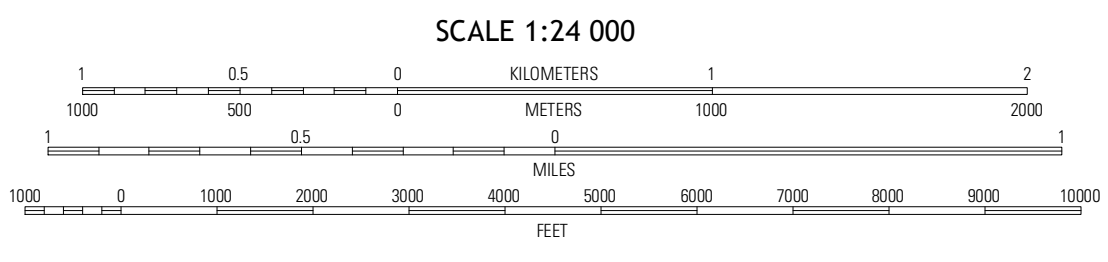 SCALE 1:24 000
1 0.5 0 KILOMETERS 1 2
1000 500 0 METERS 1000 2000
1 0.5 0 1
MILES
1000 0 1000 2000 3000 4000 5000 6000 7000 8000 9000 10000
FEET